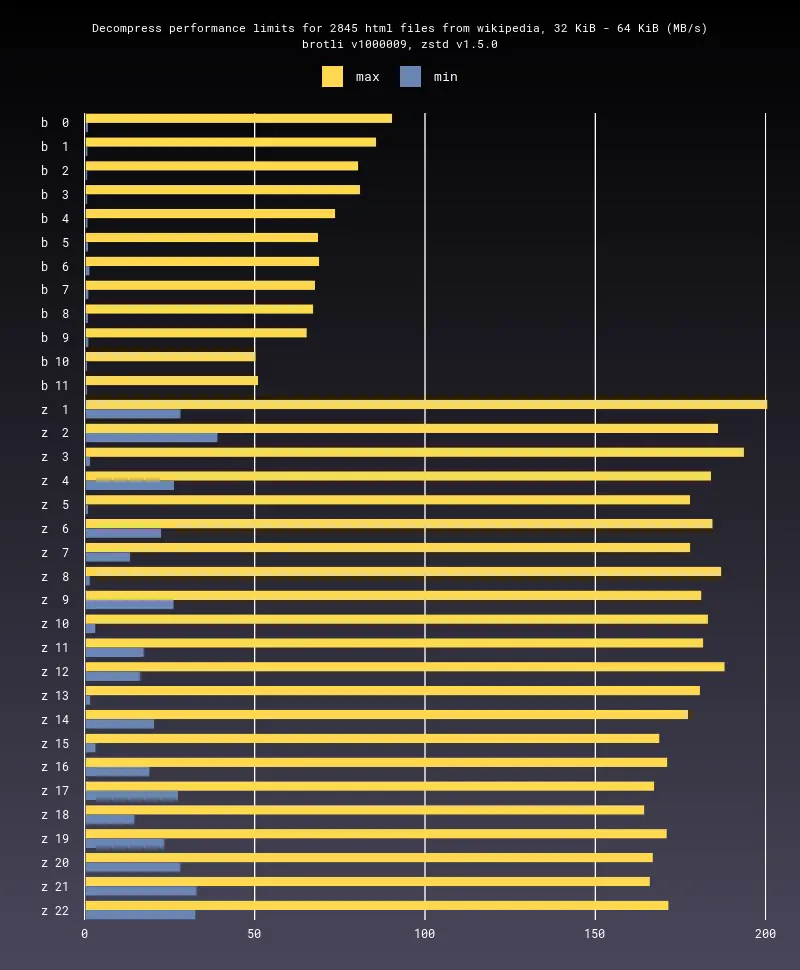 Decompress performance limits for 2845 html files from wikipedia, 32 KiB - 64 KiB (MB/s)
brotli v1000009, zstd v1.5.0
max min
b 0
b 1
b 2
b 3
b 4
b 5
b 6
b 7
b 8
b 9
b 10
b 11
z 1
z 2
z 3
z 4
z 5
z 6
z 7
z 8
z 9
z 10
z 11
z 12
z 13
z 14
z 15
z 16
z 17
z 18
z 19
z 20
z 21
z 22
0 50 100 150 200